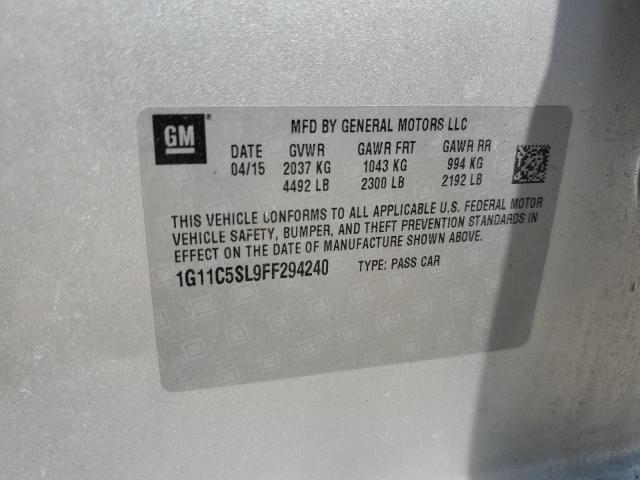 GM
MFD BY GENERAL MOTORS LLC
DATE GVWR GAWR FRT GAWR RR
04/15 2037 KG 1043 KG 994 KG
4492 LB 2300 LB 2192 LB
THIS VEHICLE CONFORMS TO ALL APPLICABLE U.S. FEDERAL MOTOR
VEHICLE SAFETY, BUMPER, AND THEFT PREVENTION STANDARDS IN
EFFECT ON THE DATE OF MANUFACTURE SHOWN ABOVE.
1G11C5SL9FF294240 TYPE: PASS CAR